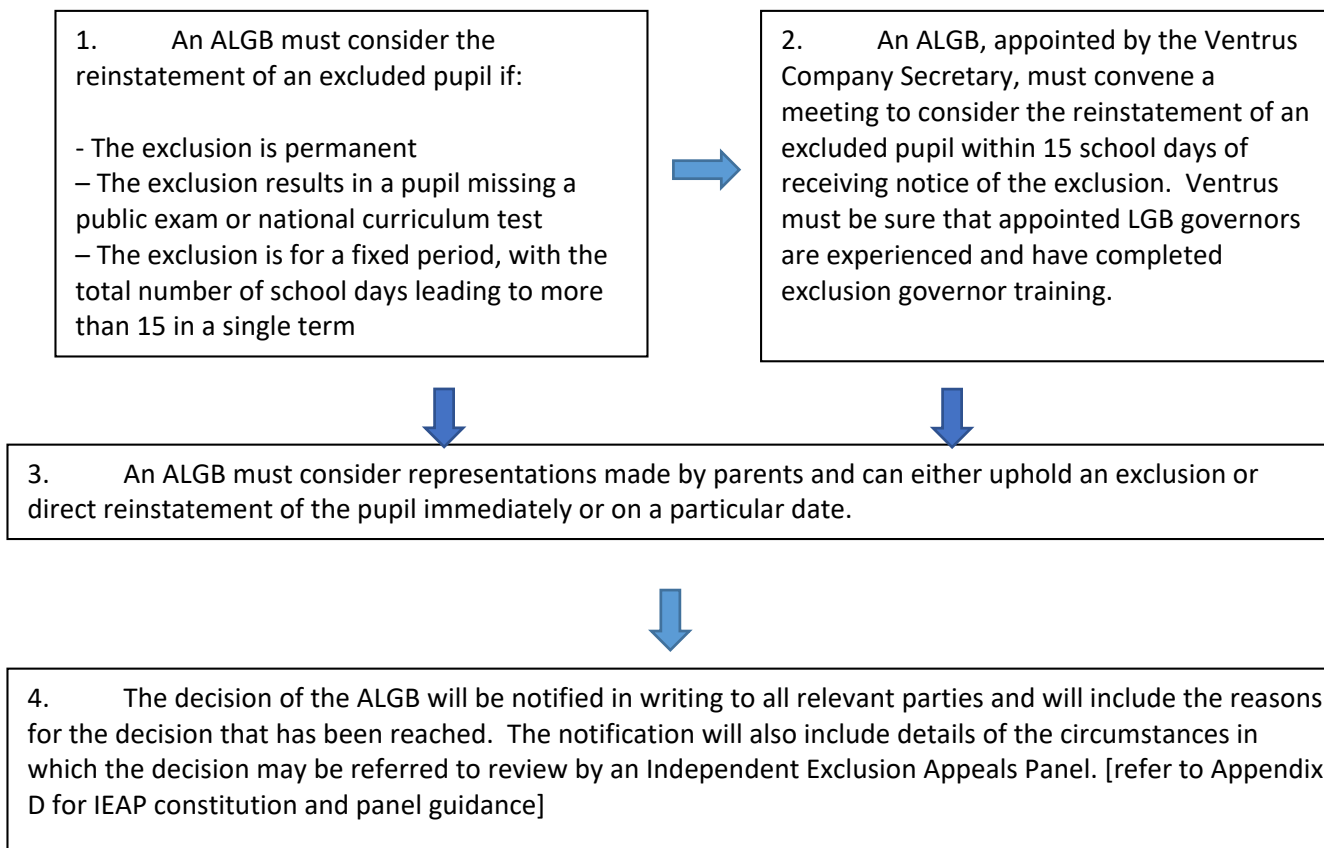 1. An ALGB must consider the
reinstatement of an excluded pupil if:
- The exclusion is permanent
– The exclusion results in a pupil missing a
public exam or national curriculum test
– The exclusion is for a fixed period, with the
total number of school days leading to more
than 15 in a single term
2. An ALGB, appointed by the Ventrus
Company Secretary, must convene a
meeting to consider the reinstatement of an
excluded pupil within 15 school days of
receiving notice of the exclusion. Ventrus
must be sure that appointed LGB governors
are experienced and have completed
exclusion governor training.
3. An ALGB must consider representations made by parents and can either uphold an exclusion or
direct reinstatement of the pupil immediately or on a particular date.
4. The decision of the ALGB will be notified in writing to all relevant parties and will include the reasons
for the decision that has been reached. The notification will also include details of the circumstances in
which the decision may be referred to review by an Independent Exclusion Appeals Panel. [refer to Appendix
D for IEAP constitution and panel guidance]